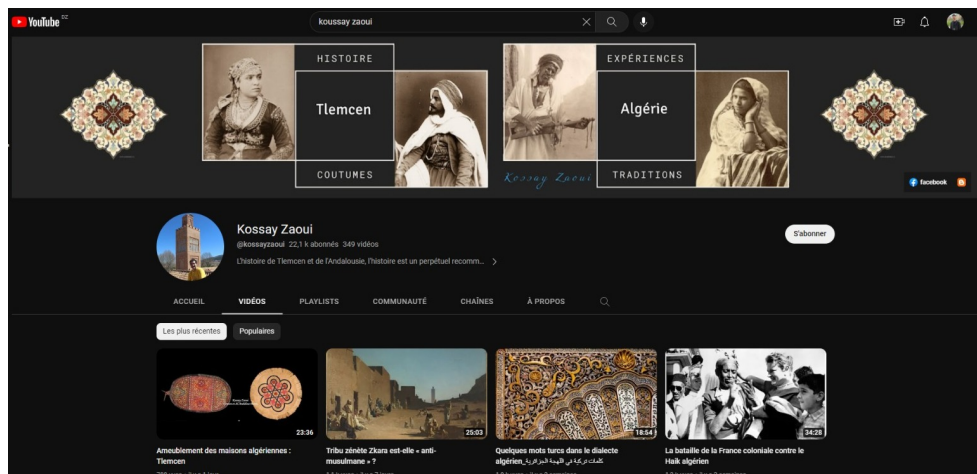 YouTube DZ
koussay zaoui
HISTOIRE
Tlemcen
COUTUMES
EXPÉRIENCES
Algérie
Kossay Zaoui
TRADITIONS
facebook
Kossay Zaoui
@kossayzaoui 22,1 k abonnés 349 vidéos
L'histoire de Tlemcen et de l'Andalousie, l'histoire est un perpétuel recomm...
S'abonner
ACCUEIL VIDÉOS PLAYLISTS COMMUNAUTÉ CHAÎNES À PROPOS
Les plus récentes Populaires
23:36
25:03
18:54
34:28
Ameublement des maisons algériennes :
Tlemcen
Tribu zénète Zkara est-elle « anti-
musulmane » ?
Quelques mots turcs dans le dialecte
algérien_كلمات تركية في اللهجة الجزائرية
La bataille de la France coloniale contre le
Haïk algérien